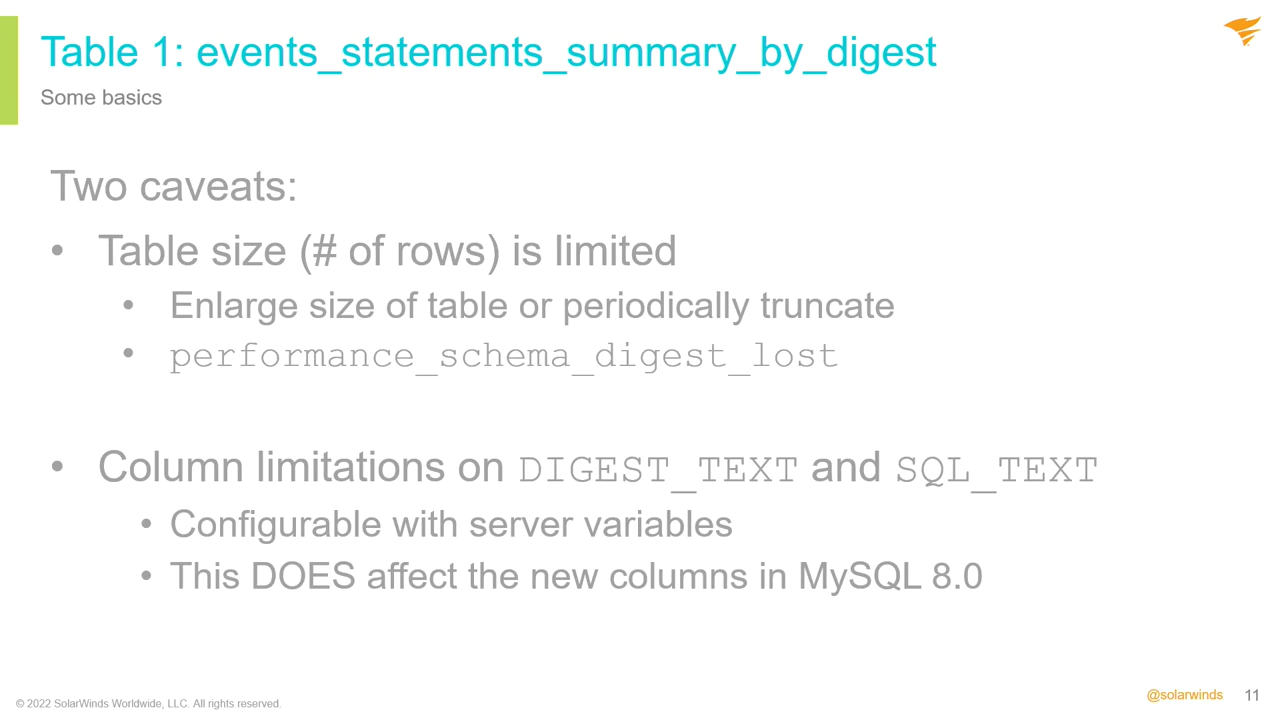 Table 1: events_statements_summary_by_digest
Some basics
Two caveats:
• Table size (# of rows) is limited
• Enlarge size of table or periodically truncate
• performance_schema_digest_lost
• Column limitations on DIGEST_TEXT and SQL_TEXT
• Configurable with server variables
• This DOES affect the new columns in MySQL 8.0
© 2022 SolarWinds Worldwide, LLC. All rights reserved.
@solarwinds 11